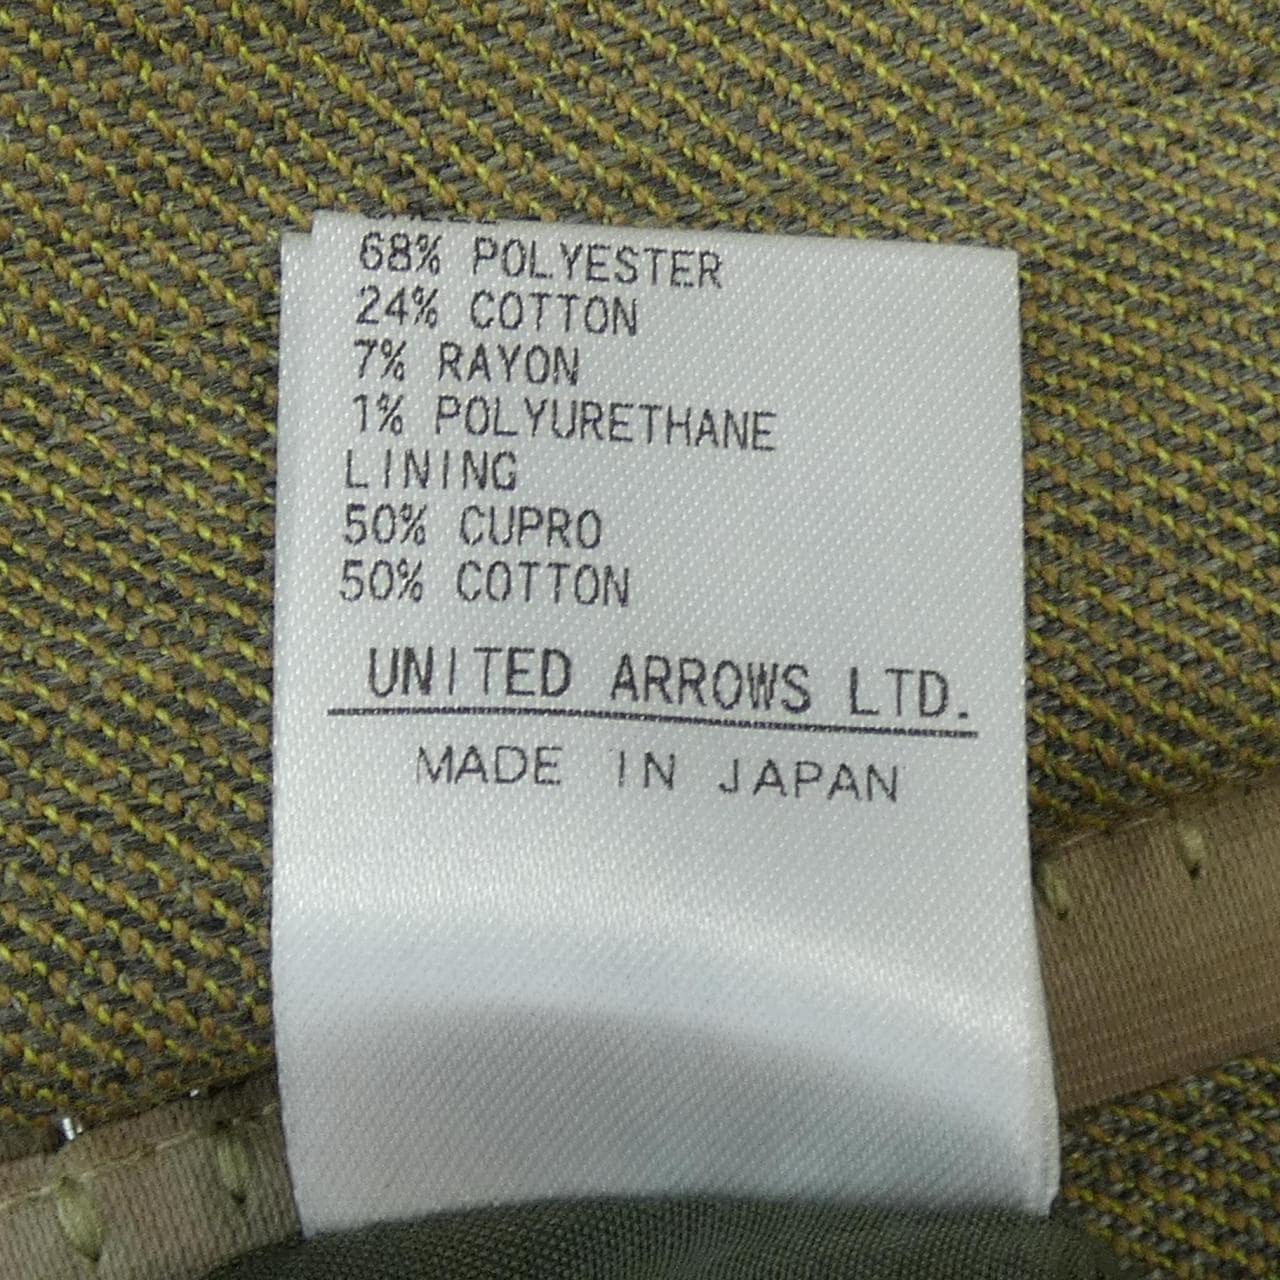 68% POLYESTER
24% COTTON
7% RAYON
1% POLYURETHANE
LINING
50% CUPRO
50% COTTON
UNITED ARROWS LTD.
MADE IN JAPAN